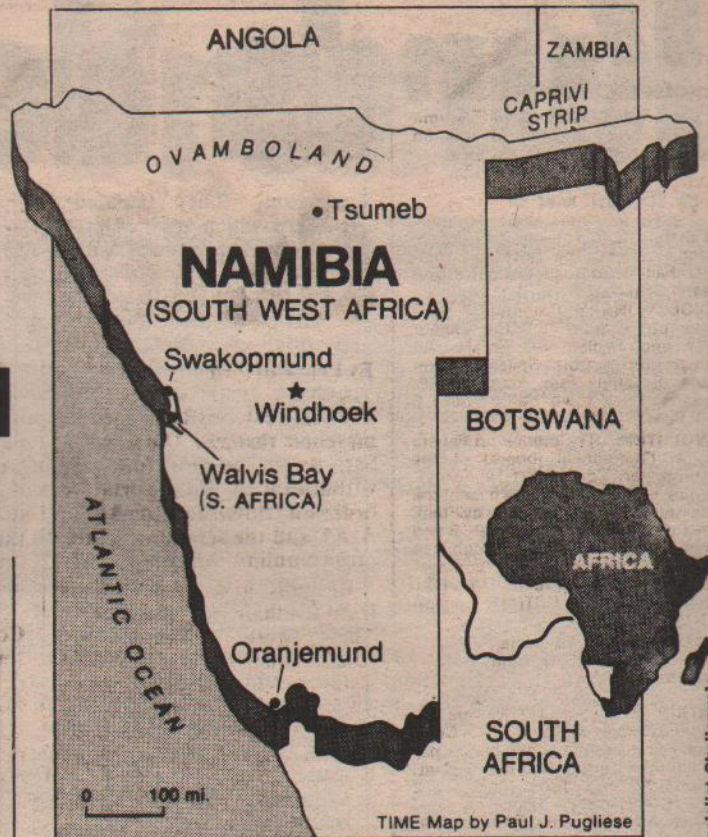 ANGOLA
ZAMBIA
CAPRIVI
STRIP
OVAMBOLAND
Tsumeb
NAMIBIA
(SOUTH WEST AFRICA)
Swakopmund
Windhoek
BOTSWANA
Walvis Bay
(S. AFRICA)
ATLANTIC OCEAN
AFRICA
Oranjemund
SOUTH
AFRICA
0 100 mi.
TIME Map by Paul J. Pugliese